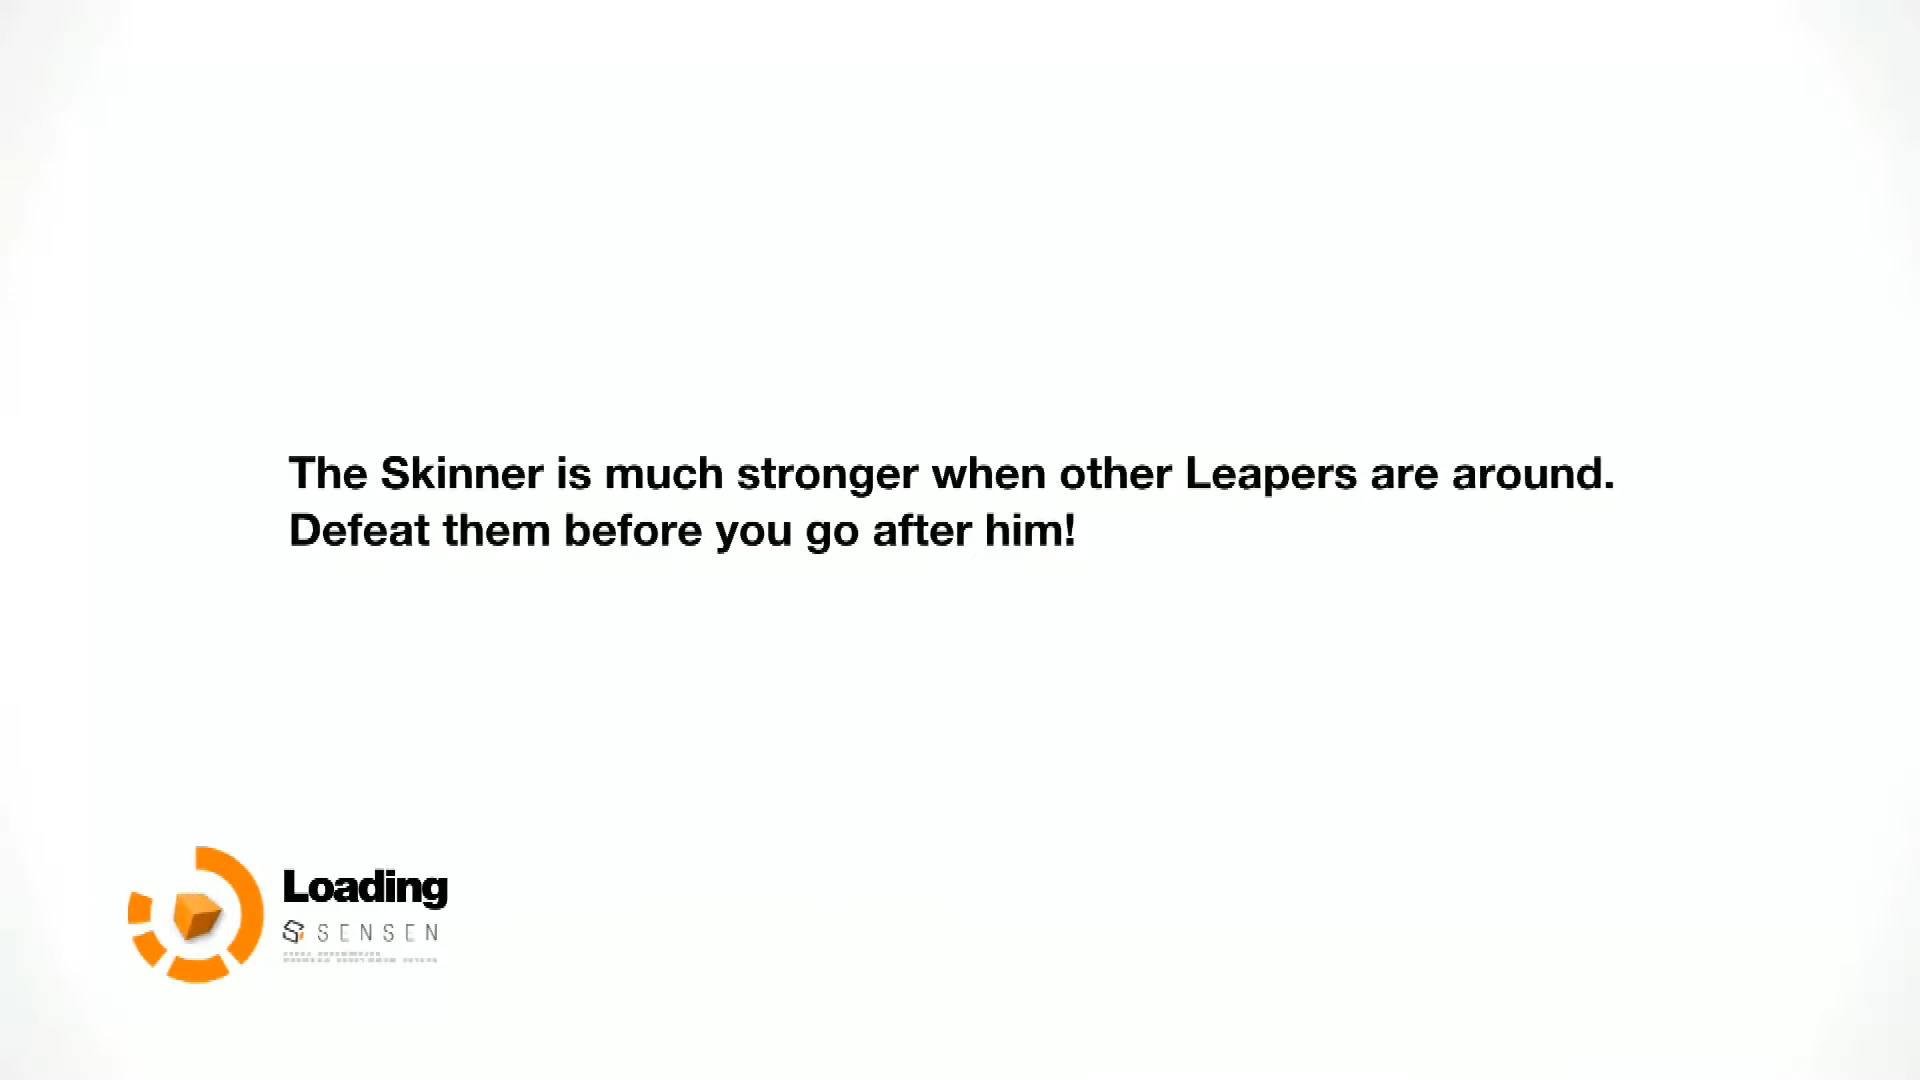 The Skinner is much stronger when other Leapers are around.
Defeat them before you go after him!
Loading
SENSEN